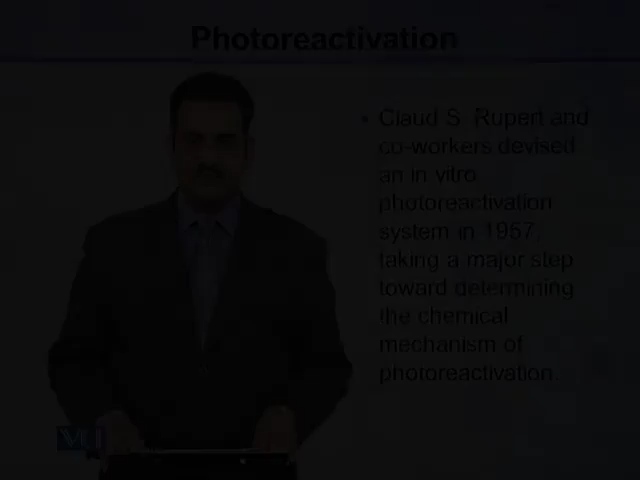 Photoreactivation
• Claud S. Rupert and
co-workers devised
an in vitro
photoreactivation
system in 1957,
taking a major step
toward determining
the chemical
mechanism of
photoreactivation.